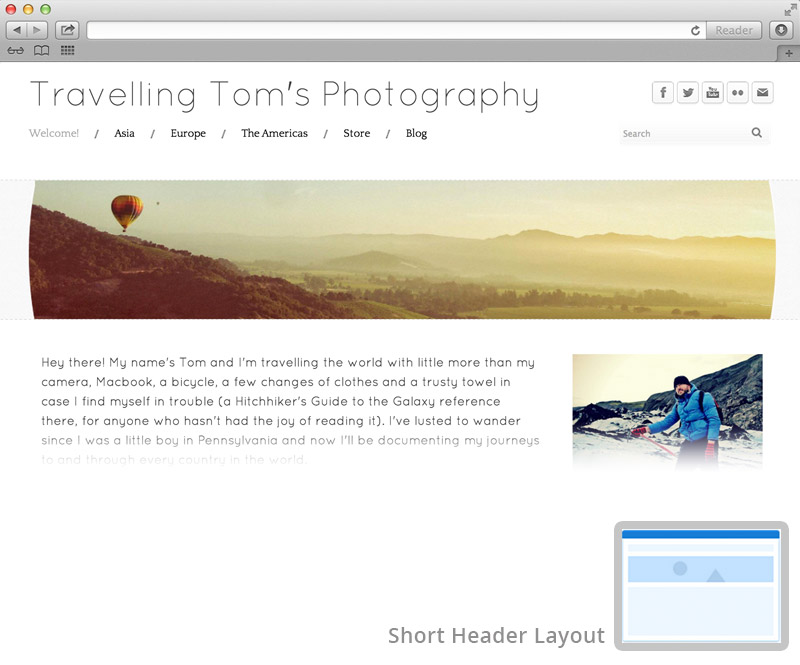 Reader
Travelling Tom's Photography
You Tube
Welcome! / Asia / Europe / The Americas / Store / Blog
Search
Hey there! My name's Tom and I'm travelling the world with little more than my
camera, Macbook, a bicycle, a few changes of clothes and a trusty towel in
case I find myself in trouble (a Hitchhiker's Guide to the Galaxy reference
there, for anyone who hasn't had the joy of reading it). I've lusted to wander
since I was a little boy in Pennsylvania and now I'll be documenting my journeys
to and through every country in the world.
Short Header Layout